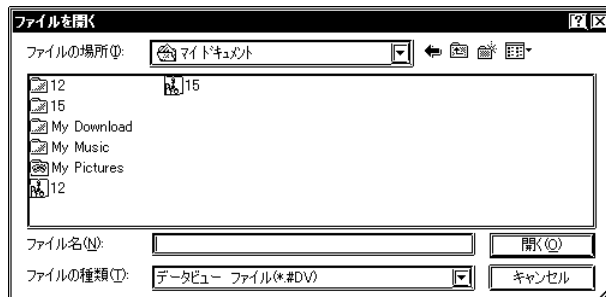 ファイルを開く
ファイルの場所(I):
マイ ドキュメント
12
15
My Download
My Music
My Pictures
12
15
ファイル名(N):
開く(O)
ファイルの種類(T):
データビュー ファイル(*.#DV)
キャンセル